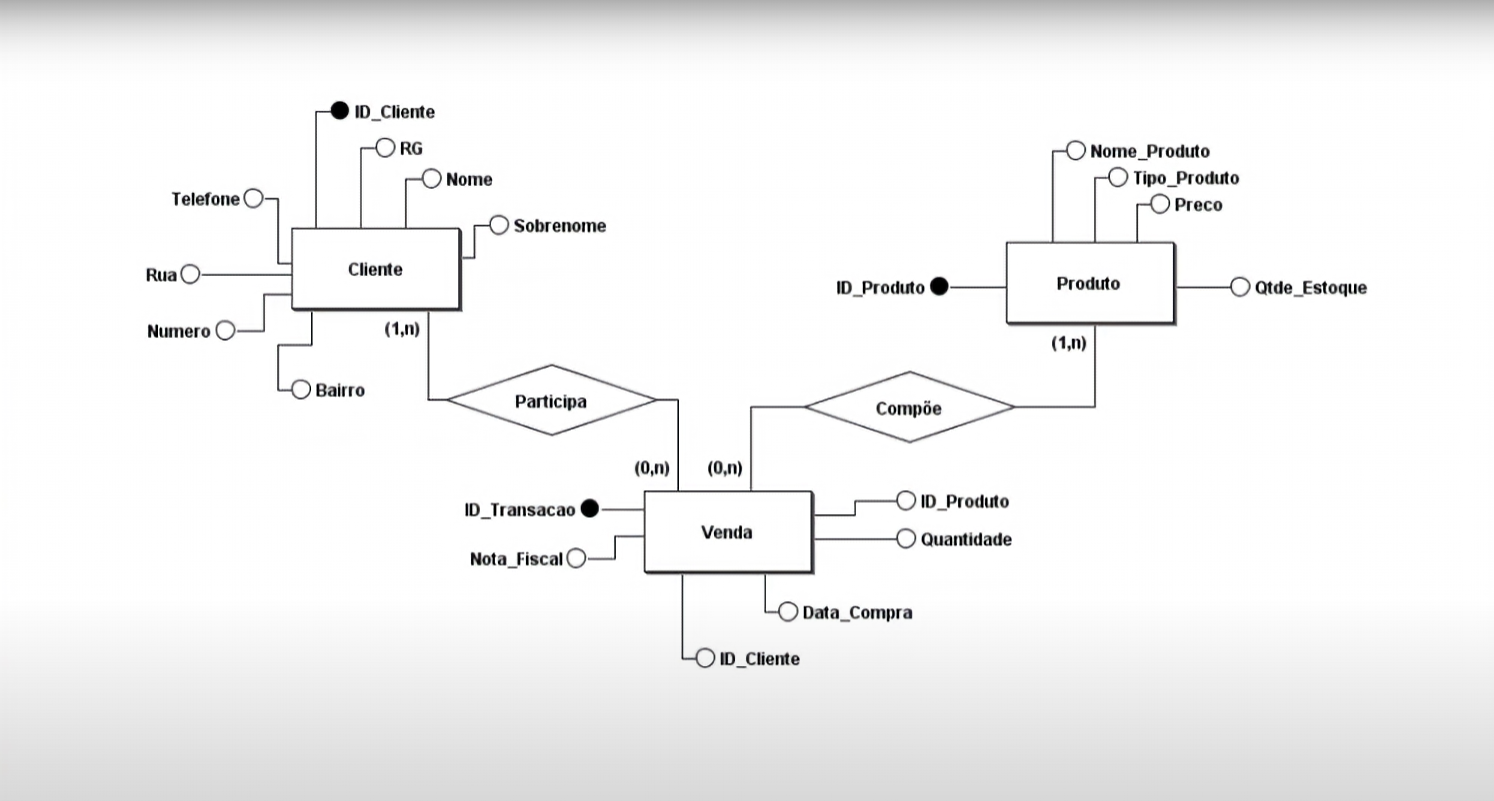 ID_Cliente
RG
Nome
Telefone
Sobrenome
Rua
Cliente
Numero
(1,n)
Bairro
Participa
Nome_Produto
Tipo_Produto
Preco
ID_Produto
Produto
Qtde_Estoque
(1,n)
Compõe
(0,n)
(0,n)
ID_Transacao
Venda
ID_Produto
Nota_Fiscal
Quantidade
Data_Compra
ID_Cliente